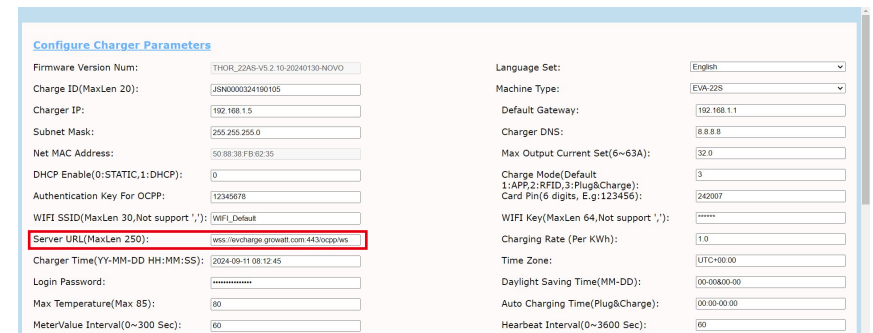 Configure Charger Parameters
Firmware Version Num: THOR_22AS-V5.2.10-20240130-NOVO Language Set: English
Charge ID(MaxLen 20): JSN0000324190105 Machine Type: EVA-22S
Charger IP: 192.168.1.5 Default Gateway: 192.168.1.1
Subnet Mask: 255.255.255.0 Charger DNS: 8.8.8.8
Net MAC Address: 50:88:38:FB:62:35 Max Output Current Set(6~63A): 32.0
DHCP Enable(0:STATIC,1:DHCP): 0 Charge Mode(Default
1:APP,2:RFID,3:Plug&Charge): 3
Authentication Key For OCPP: 12345678 Card Pin(6 digits, E.g:123456): 242007
WIFI SSID(MaxLen 30,Not support ','): WIFI_Default WIFI Key(MaxLen 64,Not support ','): ******
Server URL(MaxLen 250): wss://evcharge.growatt.com:443/ocpp/ws Charging Rate (Per KWh): 1.0
Charger Time(YY-MM-DD HH:MM:SS): 2024-09-11 08:12:45 Time Zone: UTC+00:00
Login Password: •••••••••••••••• Daylight Saving Time(MM-DD): 00-00&00-00
Max Temperature(Max 85): 80 Auto Charging Time(Plug&Charge): 00:00-00:00
MeterValue Interval(0~300 Sec): 60 Hearbeat Interval(0~3600 Sec): 60